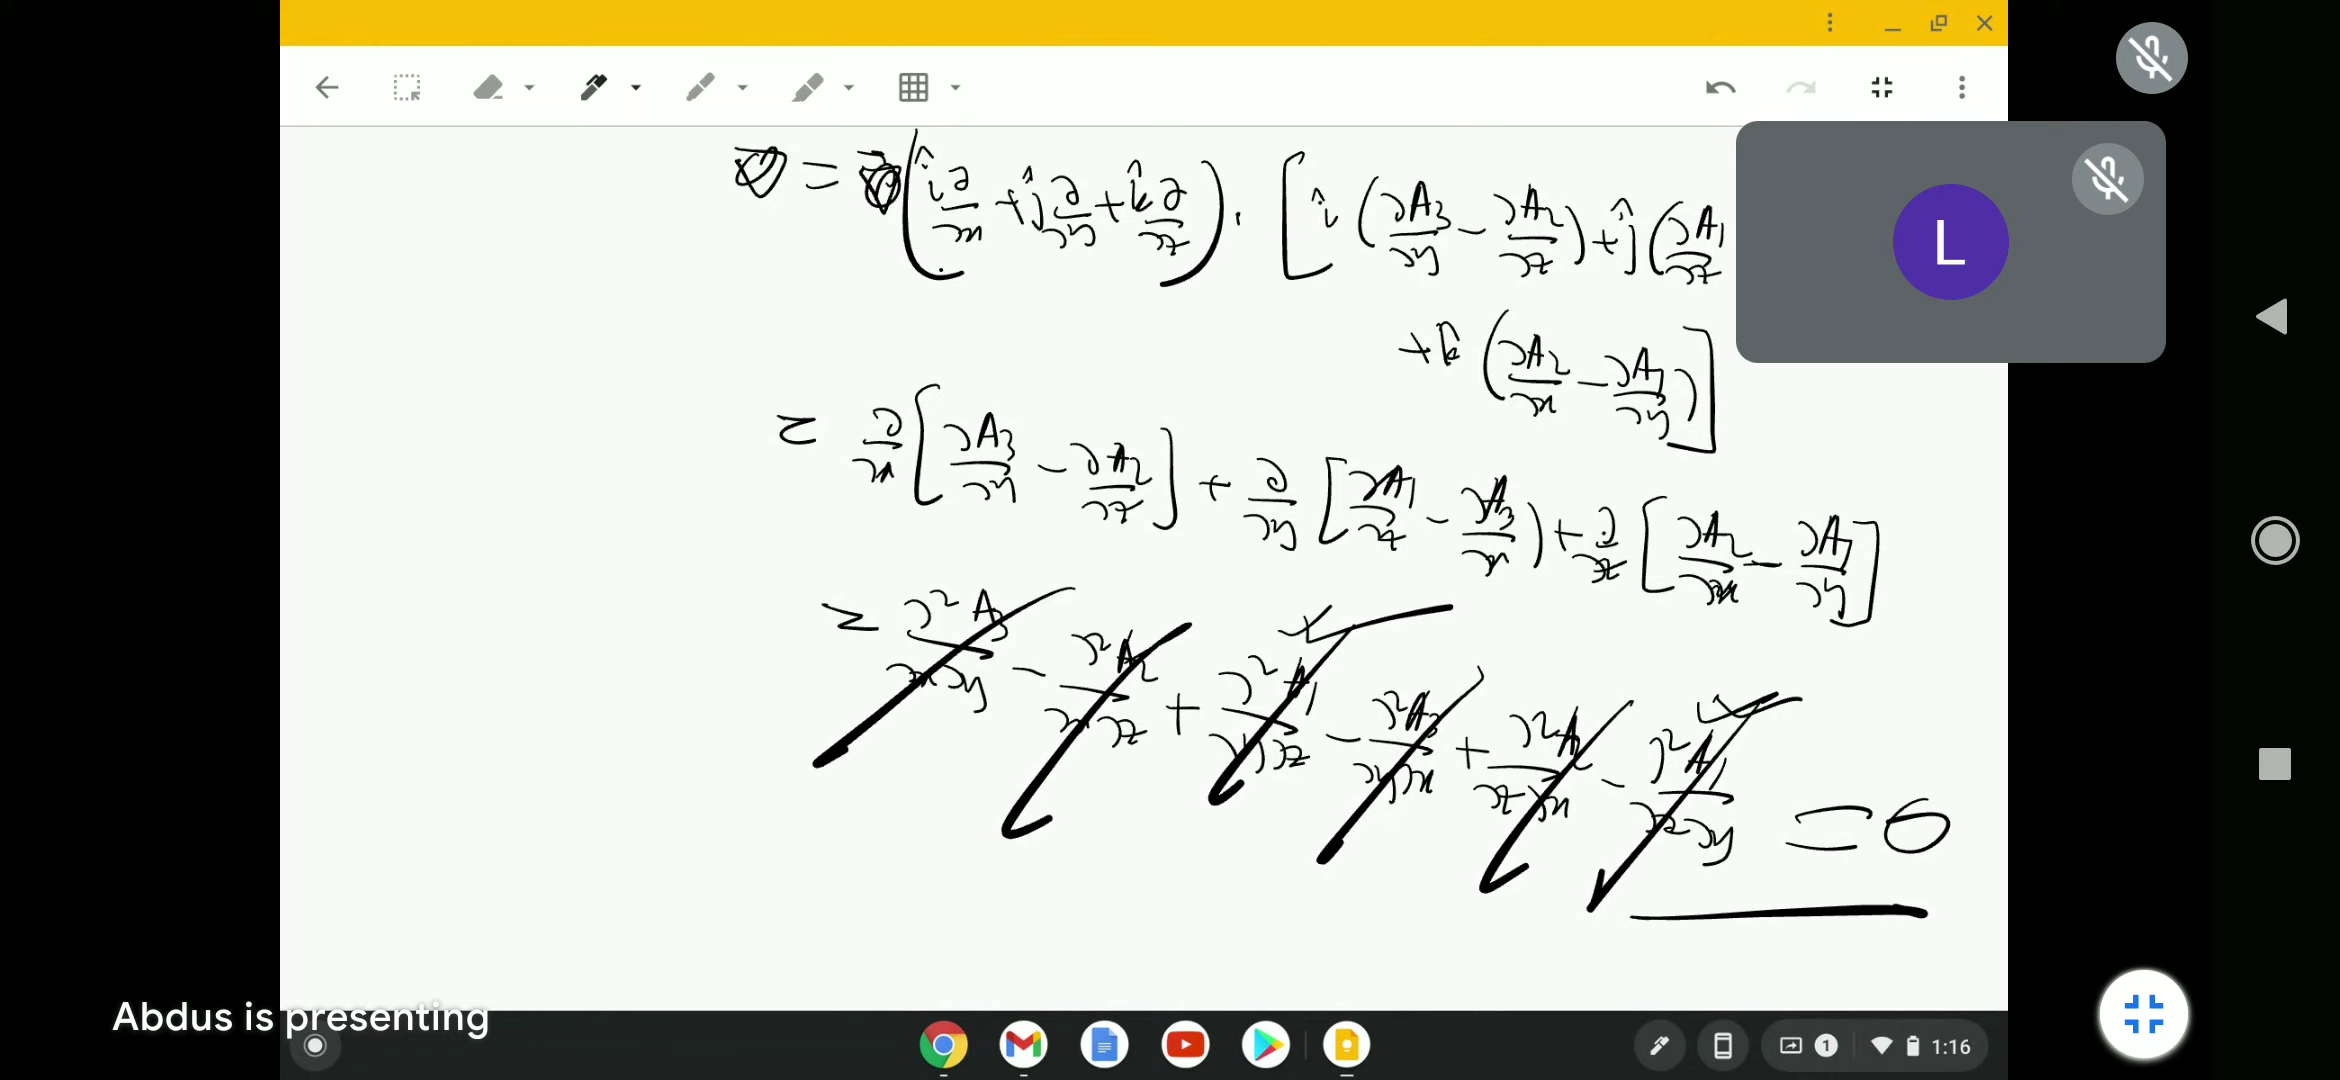 = (î ∂/∂x + ĵ ∂/∂y + k̂ ∂/∂z) . [î (∂A₃/∂y − ∂A₂/∂z) + ĵ (∂A₁/∂z
+ k̂ (∂A₂/∂x − ∂A₁/∂y)]
= ∂/∂x [∂A₃/∂y − ∂A₂/∂z] + ∂/∂y [∂A₁/∂z − ∂A₃/∂x) + ∂/∂z [∂A₂/∂x − ∂A₁/∂y]
= ∂²A₃/∂x∂y − ∂²A₂/∂x∂z + ∂²A₁/∂y∂z − ∂²A₃/∂y∂x + ∂²A₂/∂z∂x − ∂²A₁/∂z∂y = 0
L
Abdus is presenting
1
1:16